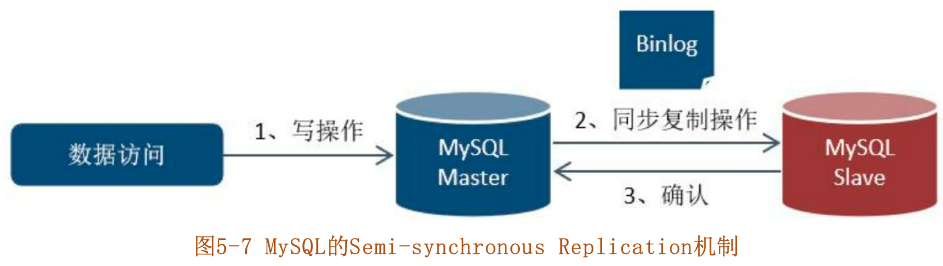 Binlog
1、写操作
2、同步复制操作
数据访问
MySQL
Master
MySQL
Slave
3、确认
图5-7 MySQL的Semi-synchronous Replication机制